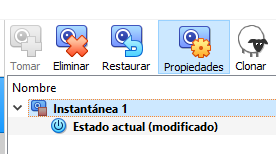 Tomar Eliminar Restaurar Propiedades Clonar
Nombre
Instantánea 1
Estado actual (modificado)